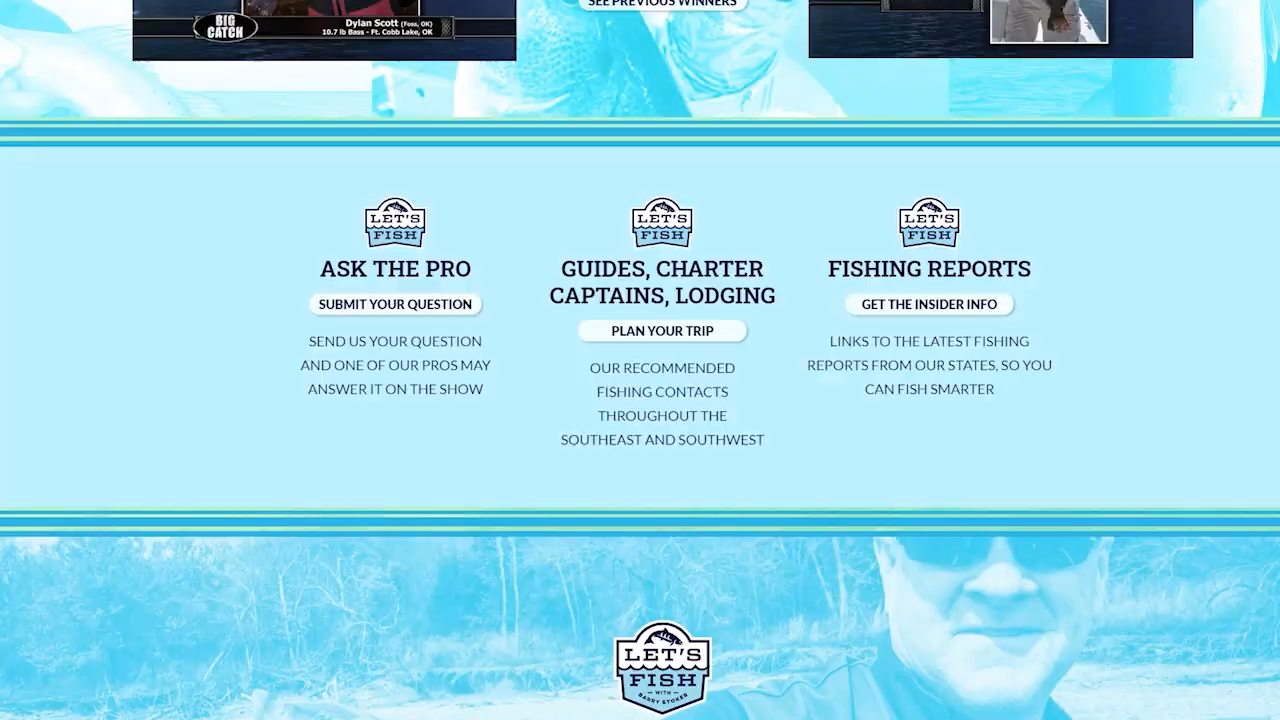 SEE PREVIOUS WINNERS
BIG
CATCH
Dylan Scott (Foss, OK)
10.7 lb Bass - Ft. Cobb Lake, OK
LET'S
FISH
ASK THE PRO
SUBMIT YOUR QUESTION
SEND US YOUR QUESTION
AND ONE OF OUR PROS MAY
ANSWER IT ON THE SHOW
LET'S
FISH
GUIDES, CHARTER
CAPTAINS, LODGING
PLAN YOUR TRIP
OUR RECOMMENDED
FISHING CONTACTS
THROUGHOUT THE
SOUTHEAST AND SOUTHWEST
LET'S
FISH
FISHING REPORTS
GET THE INSIDER INFO
LINKS TO THE LATEST FISHING
REPORTS FROM OUR STATES, SO YOU
CAN FISH SMARTER
LET'S
FISH
WITH
BARRY STOKES